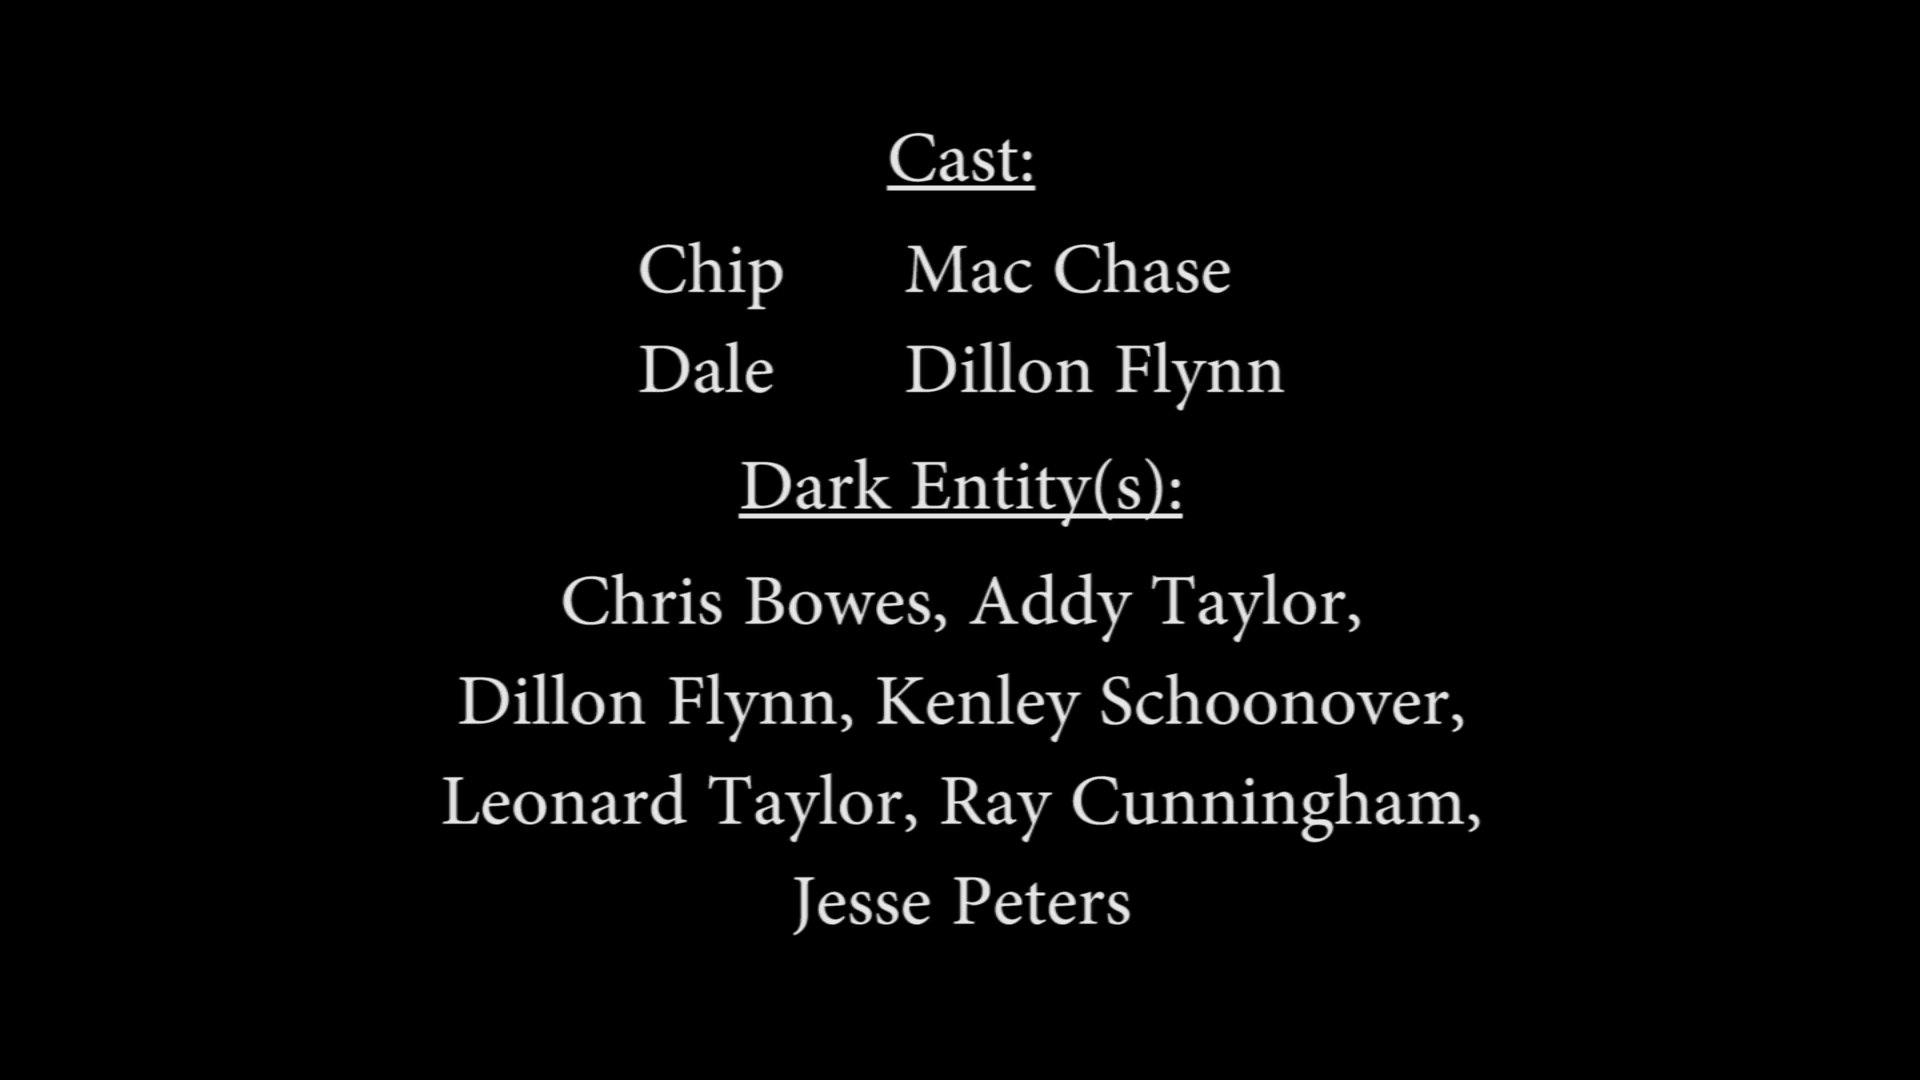 Cast:
Chip Mac Chase
Dale Dillon Flynn
Dark Entity(s):
Chris Bowes, Addy Taylor,
Dillon Flynn, Kenley Schoonover,
Leonard Taylor, Ray Cunningham,
Jesse Peters